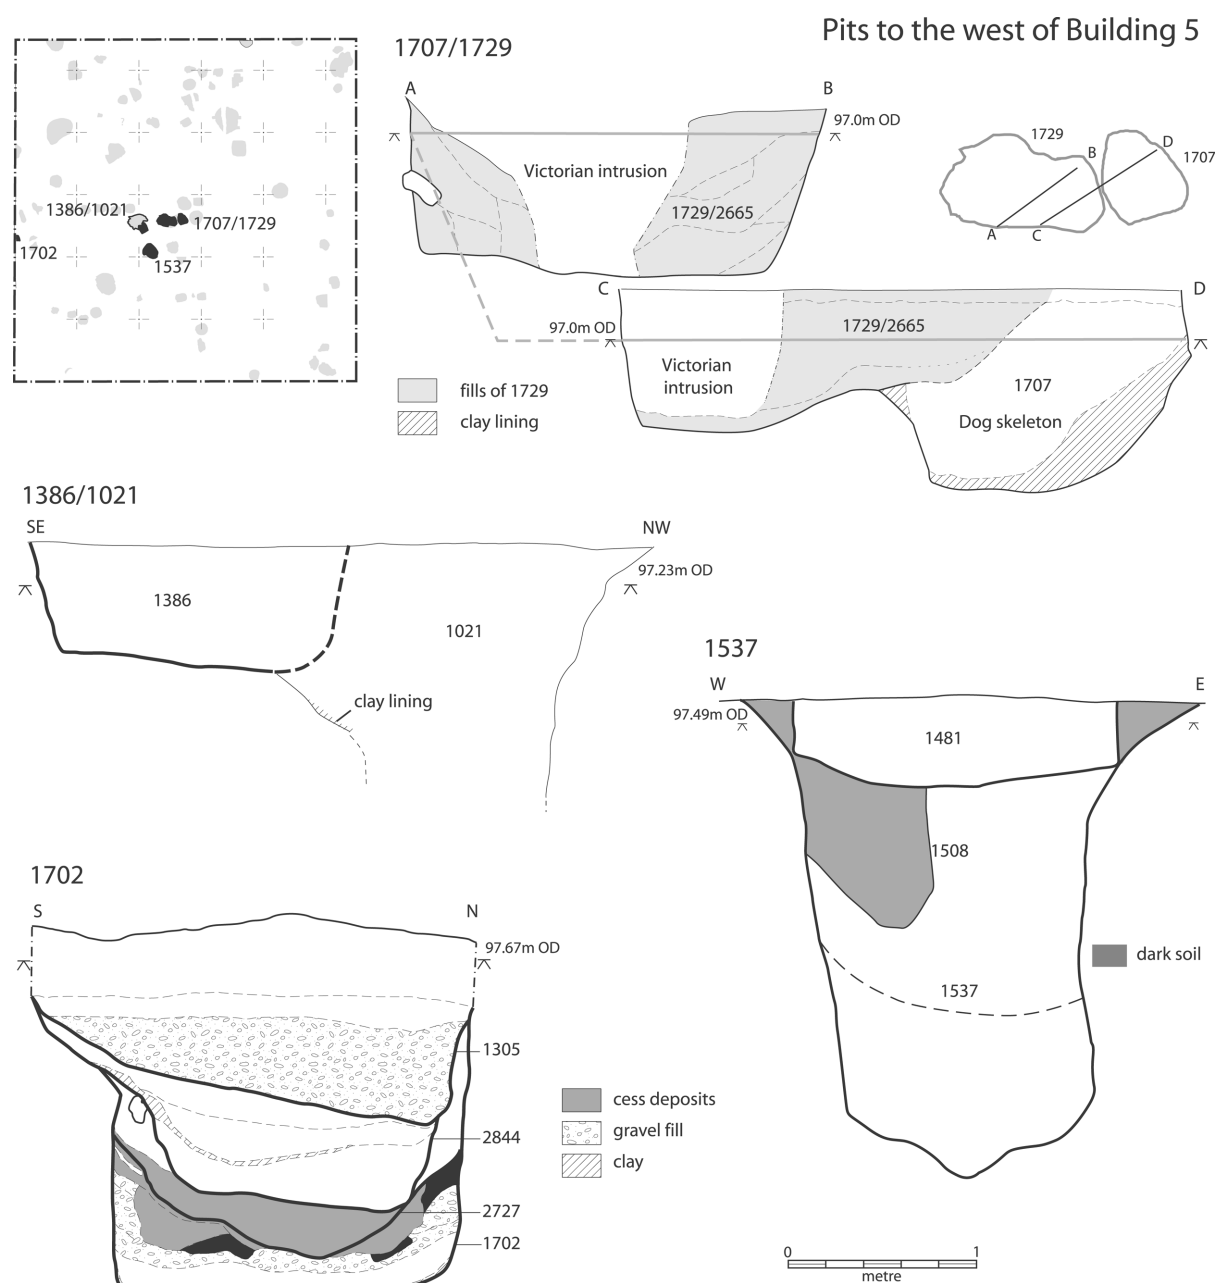 Pits to the west of Building 5
1386/1021
1707/1729
1702
1537
1707/1729
A
B
97.0m OD
Victorian intrusion
1729/2665
1729
B
D
1707
A
C
C
D
97.0m OD
1729/2665
Victorian
intrusion
1707
Dog skeleton
fills of 1729
clay lining
1386/1021
SE
NW
97.23m OD
1386
1021
clay lining
1537
W
E
97.49m OD
1481
1508
1537
dark soil
1702
S
N
97.67m OD
1305
2844
2727
1702
cess deposits
gravel fill
clay
0
1
metre